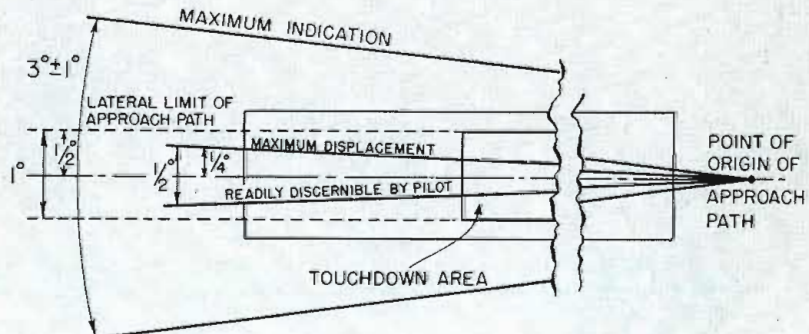 MAXIMUM INDICATION
3°±1°
LATERAL LIMIT OF
APPROACH PATH
1½°
1°
½°
MAXIMUM DISPLACEMENT
¼°
READILY DISCERNIBLE BY PILOT
TOUCHDOWN AREA
POINT OF
ORIGIN OF
APPROACH
PATH